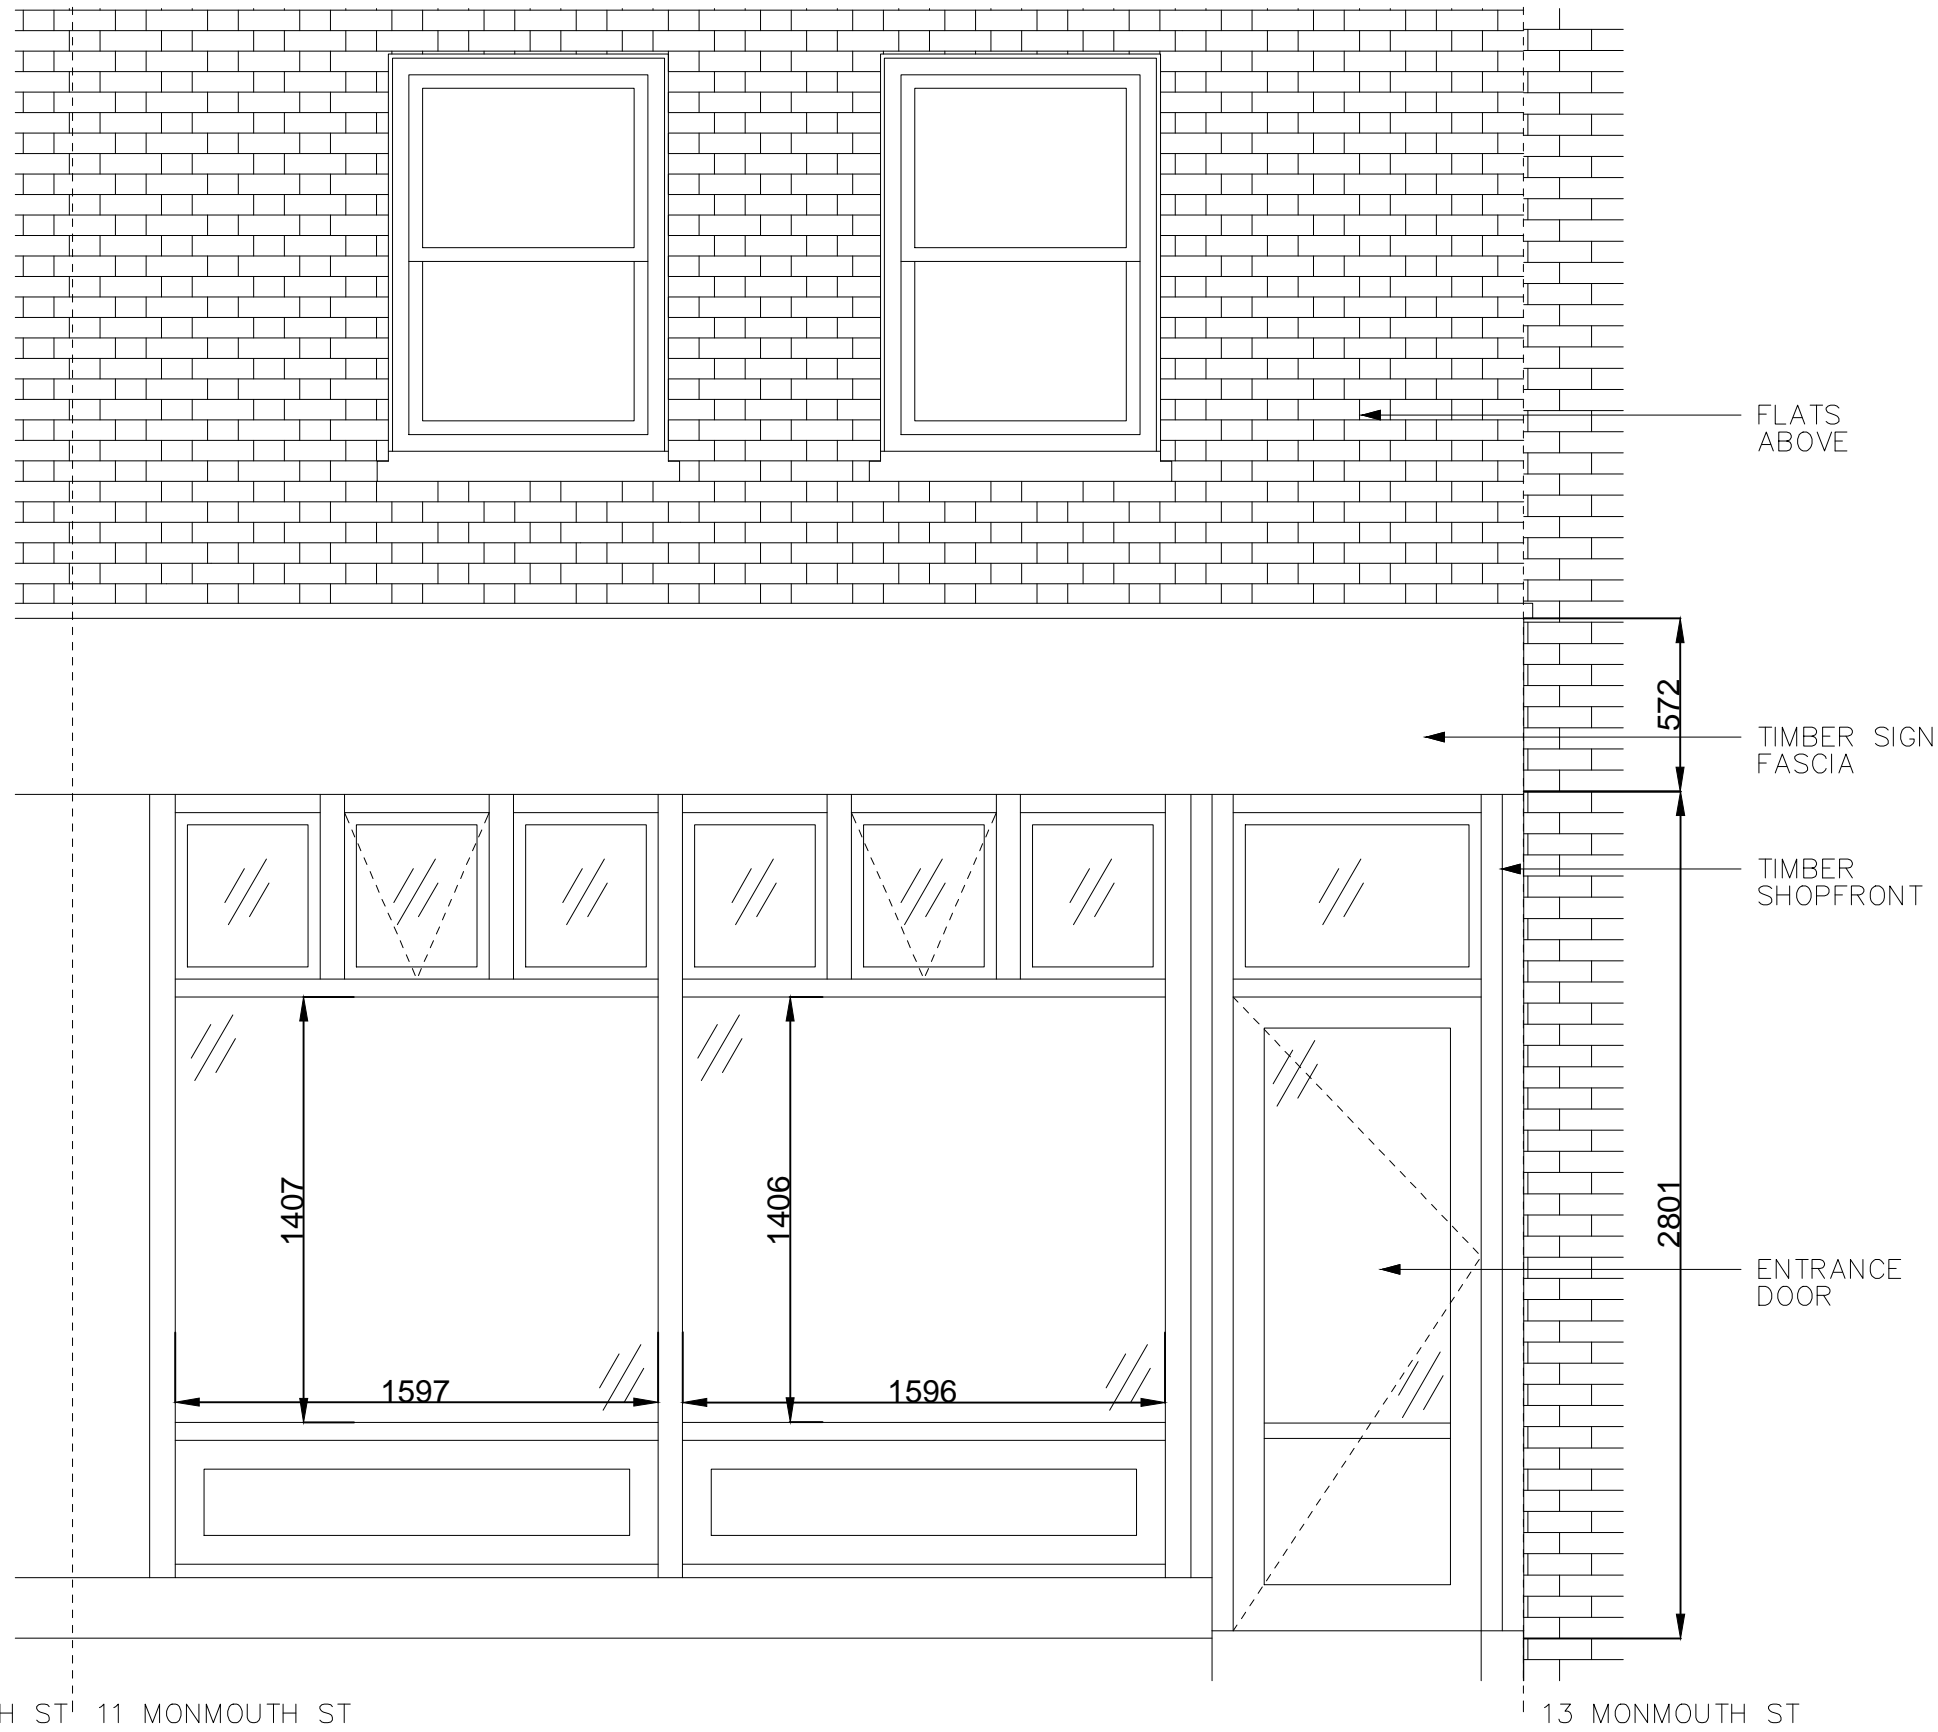 FLATS
ABOVE
572
TIMBER SIGN
FASCIA
TIMBER
SHOPFRONT
1407
1406
2801
ENTRANCE
DOOR
1597
1596
H ST
11 MONMOUTH ST
13 MONMOUTH ST